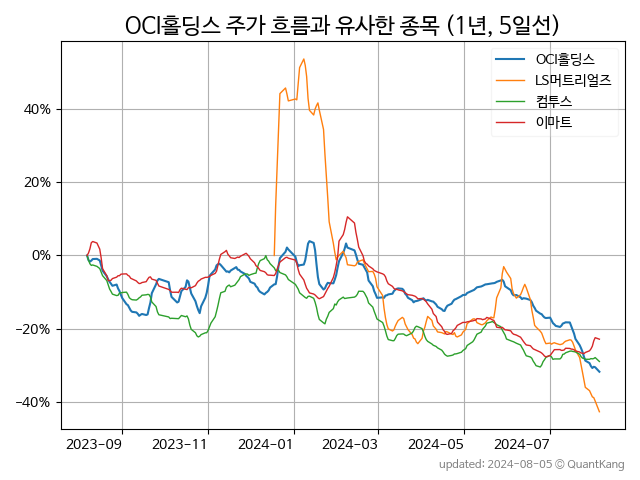 OCI홀딩스 주가 흐름과 유사한 종목 (1년, 5일선)
OCI홀딩스
LS머트리얼즈
컴투스
이마트
40%
20%
0%
−20%
−40%
2023-09 2023-11 2024-01 2024-03 2024-05 2024-07
updated: 2024-08-05 © QuantKang